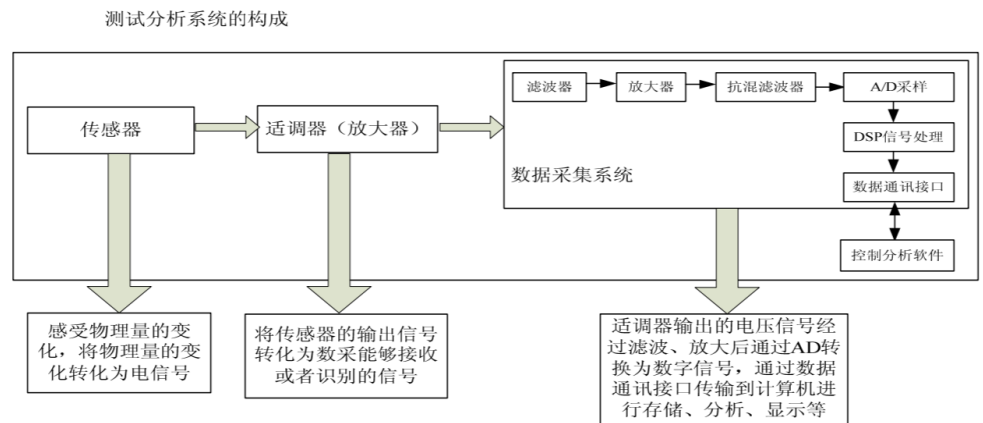 测试分析系统的构成
滤波器
放大器
抗混滤波器
A/D采样
传感器
适调器（放大器）
DSP信号处理
数据采集系统
数据通讯接口
控制分析软件
感受物理量的变
化，将物理量的变
化转化为电信号
将传感器的输出信号
转化为数采能够接收
或者识别的信号
适调器输出的电压信号经
过滤波、放大后通过AD转
换为数字信号，通过数据
通讯接口传输到计算机进
行存储、分析、显示等